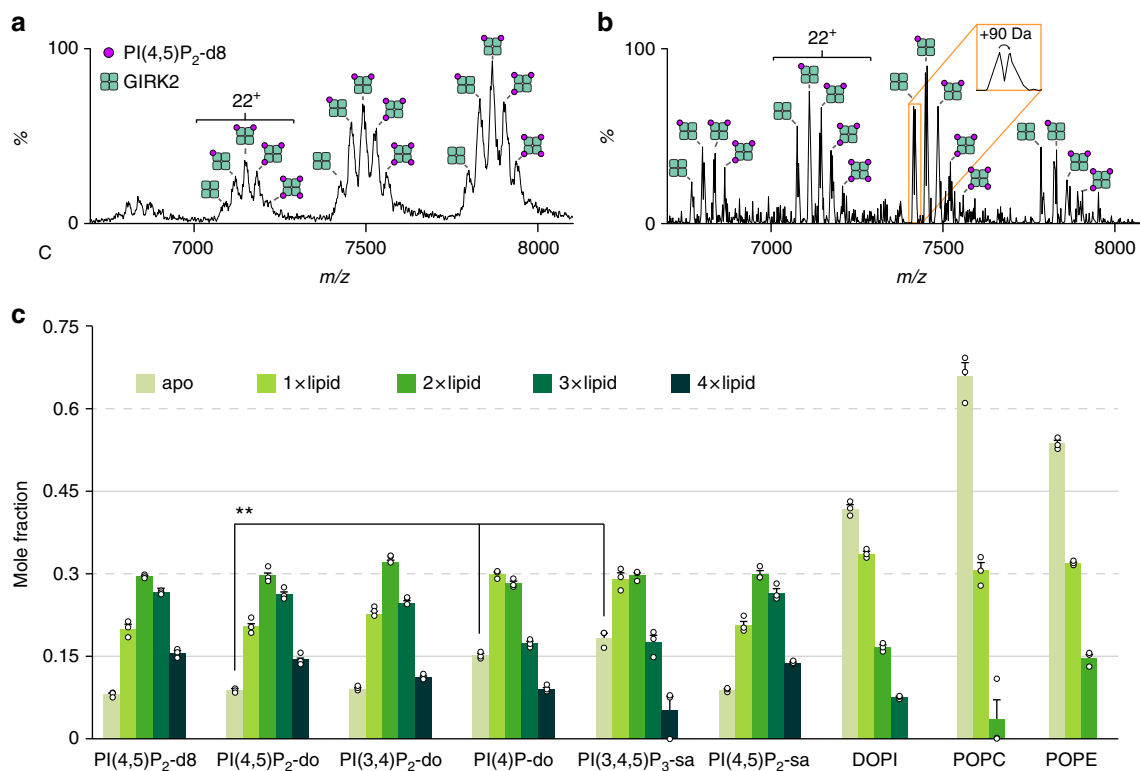 a
100
PI(4,5)P₂-d8
GIRK2
22⁺
%
0
7000 7500 8000
C
m/z
b
100
22⁺
+90 Da
%
0
7000 7500 8000
m/z
c
0.75
apo 1×lipid 2×lipid 3×lipid 4×lipid
0.6
0.45
**
0.3
0.15
0
Mole fraction
PI(4,5)P₂-d8 PI(4,5)P₂-do PI(3,4)P₂-do PI(4)P-do PI(3,4,5)P₃-sa PI(4,5)P₂-sa DOPI POPC POPE